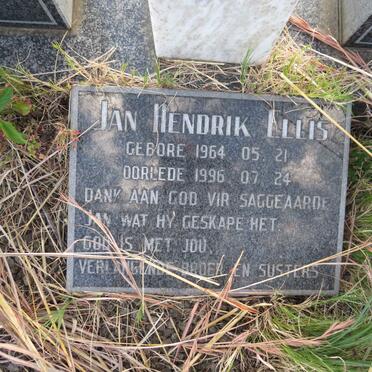 JAN HENDRIK ELLIS
GEBORE 1964 05 21
OORLEDE 1996 07 24
DANK AAN GOD VIR SAGGEAARDE
JAN WAT HY GESKAPE HET.
GOD IS MET JOU.
VERLANGENDE BROER EN SUSTERS